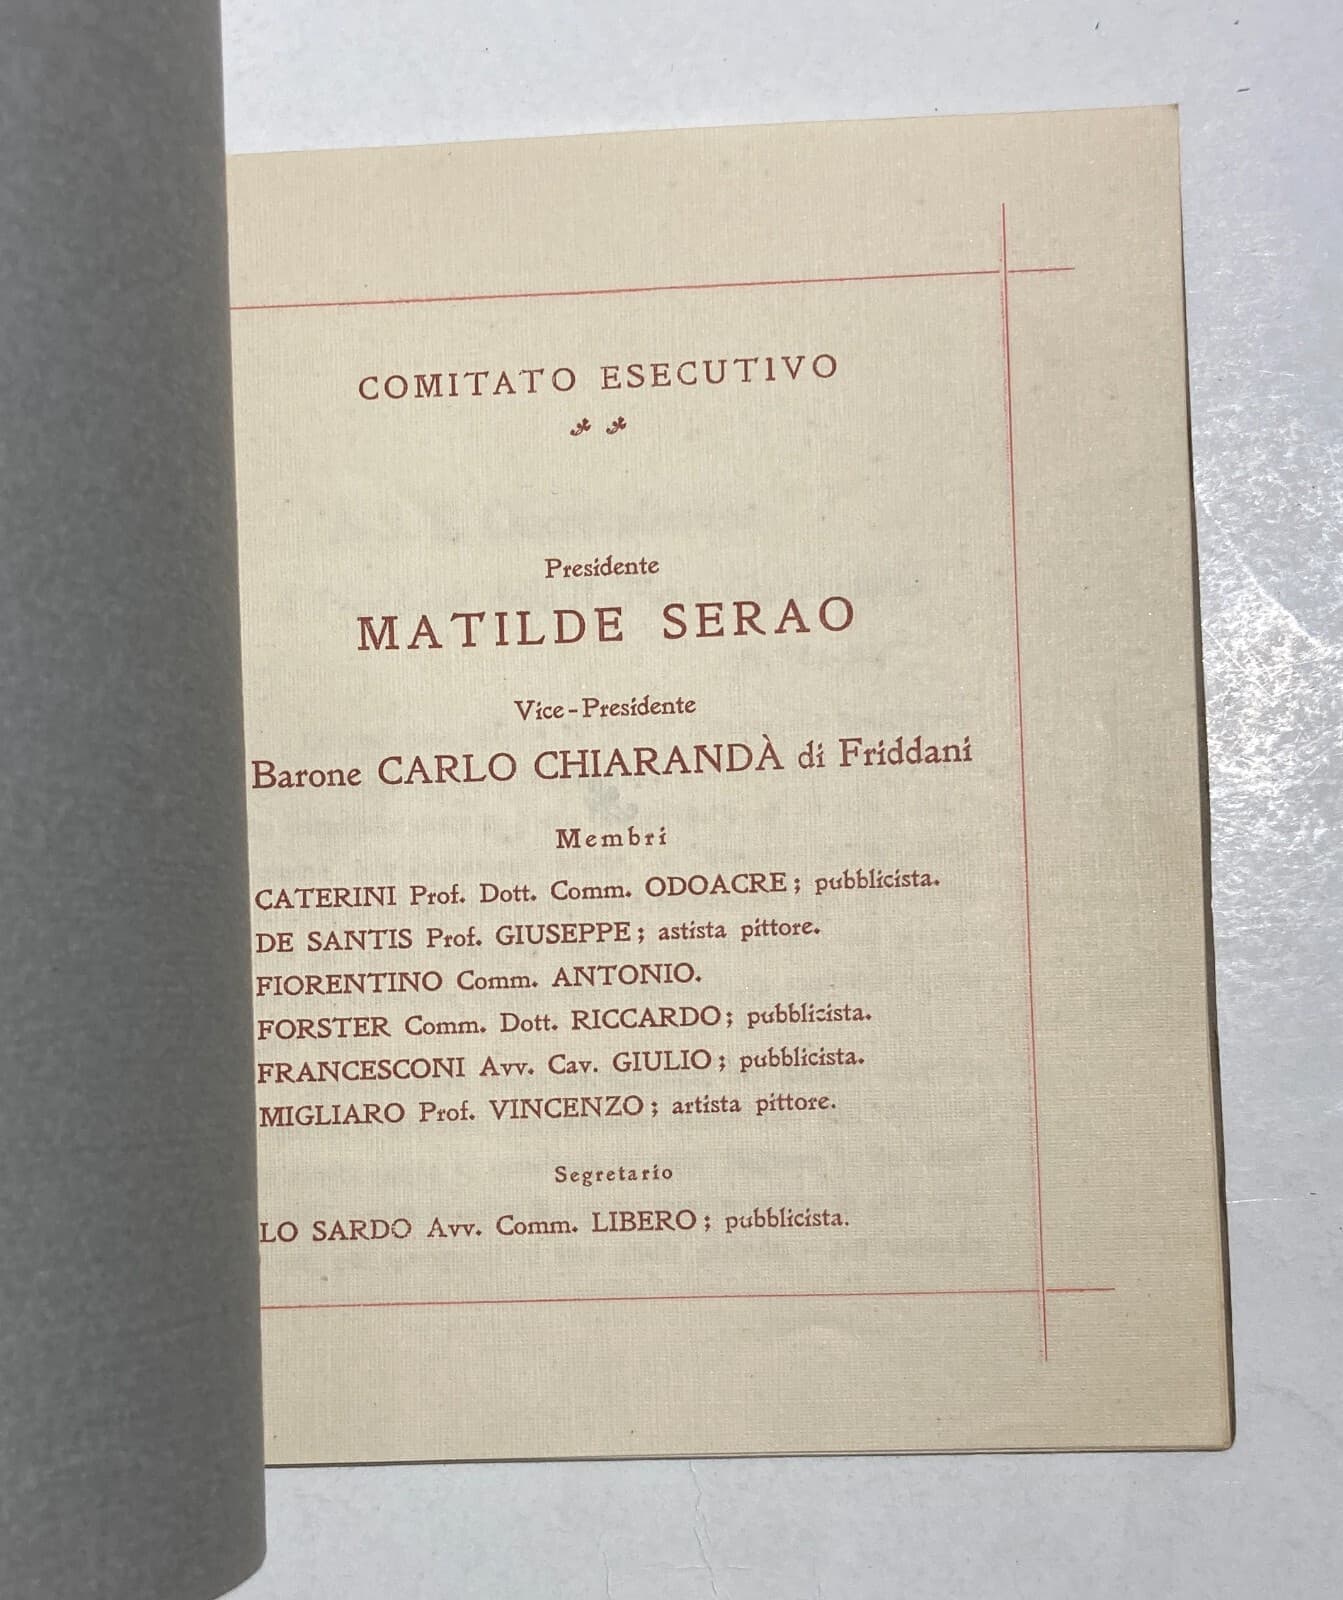 COMITATO ESECUTIVO
Presidente
MATILDE SERAO
Vice-Presidente
Barone CARLO CHIARANDÀ di Friddani
Membri
CATERINI Prof. Dott. Comm. ODOACRE; pubblicista.
DE SANTIS Prof. GIUSEPPE; astista pittore.
FIORENTINO Comm. ANTONIO.
FORSTER Comm. Dott. RICCARDO; pubblicista.
FRANCESCONI Avv. Cav. GIULIO; pubblicista.
MIGLIARO Prof. VINCENZO; artista pittore.
Segretario
LO SARDO Avv. Comm. LIBERO; pubblicista.